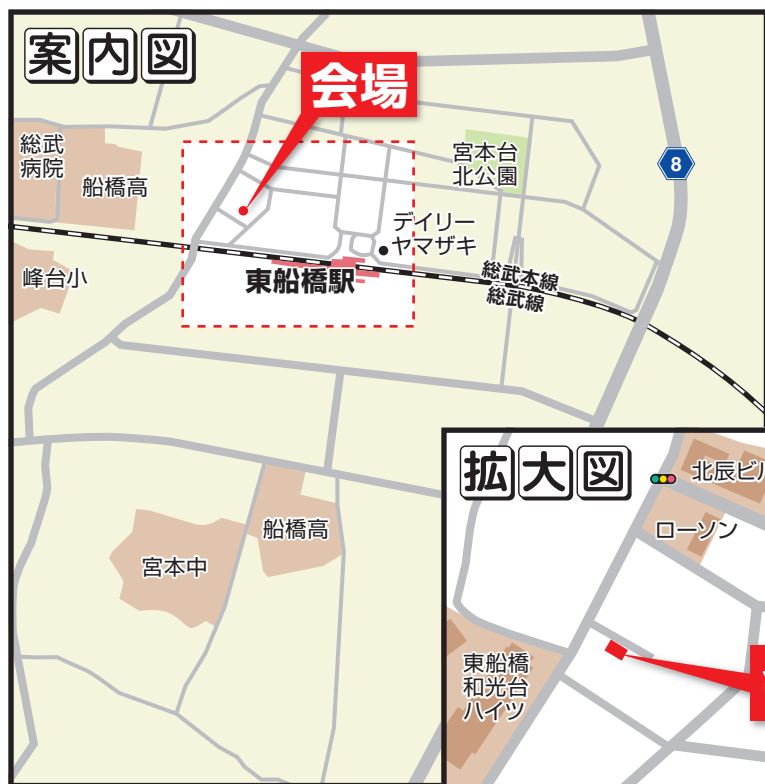 案内図
会場
総武
病院
船橋高
宮本台
北公園
8
デイリー
ヤマザキ
峰台小
東船橋駅
総武本線
総武線
拡大図
北辰ビル
ローソン
船橋高
宮本中
東船橋
和光台
ハイツ